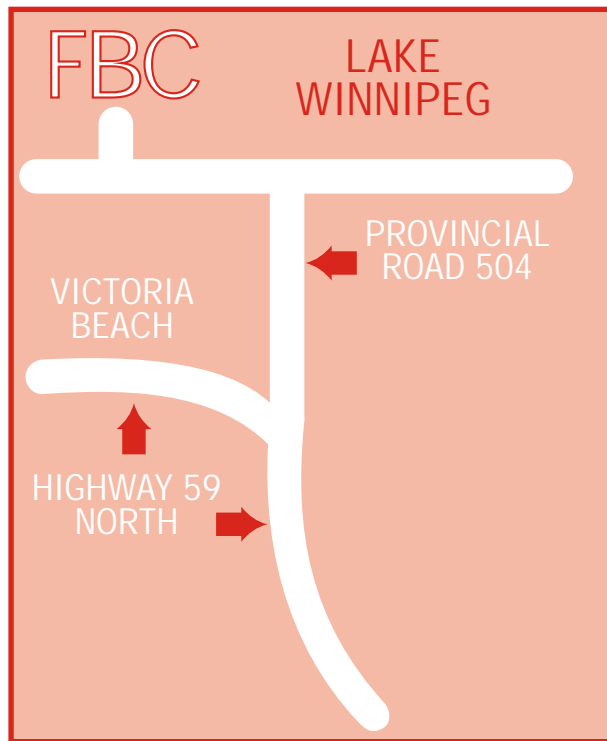 FBC
LAKE
WINNIPEG
PROVINCIAL
ROAD 504
VICTORIA
BEACH
HIGHWAY 59
NORTH